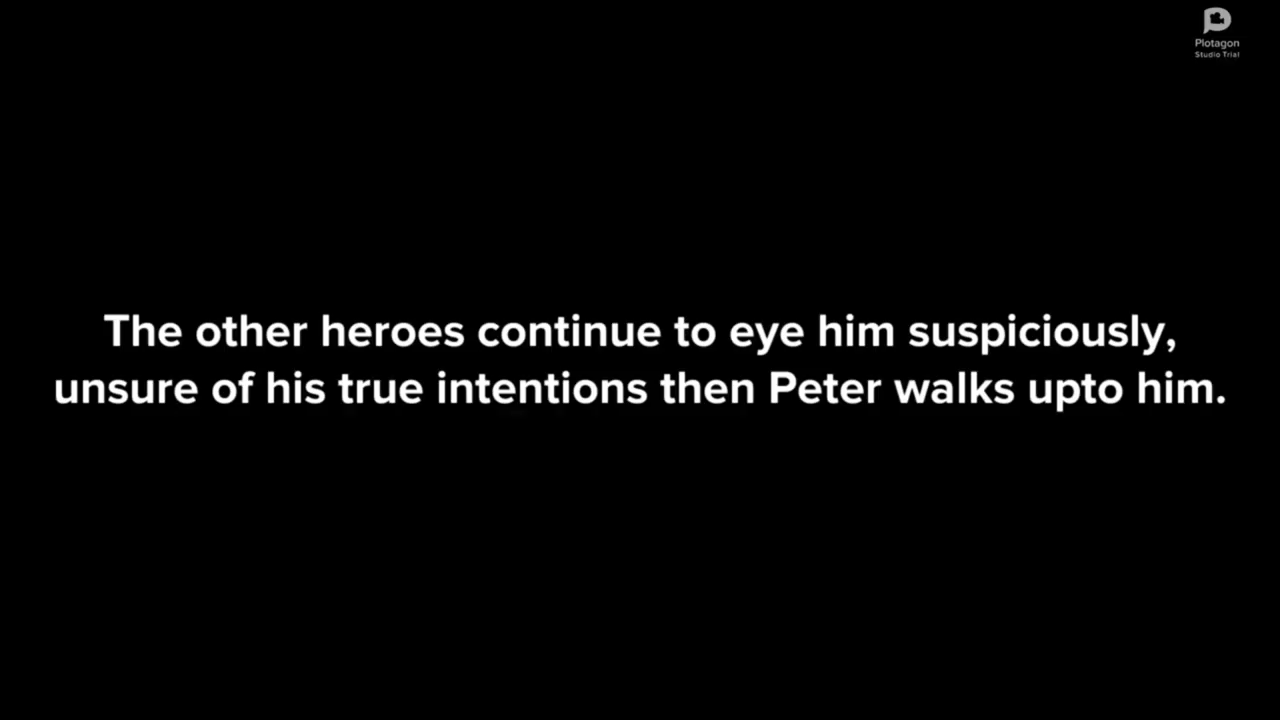 Plotagon
Studio Trial
The other heroes continue to eye him suspiciously,
unsure of his true intentions then Peter walks upto him.